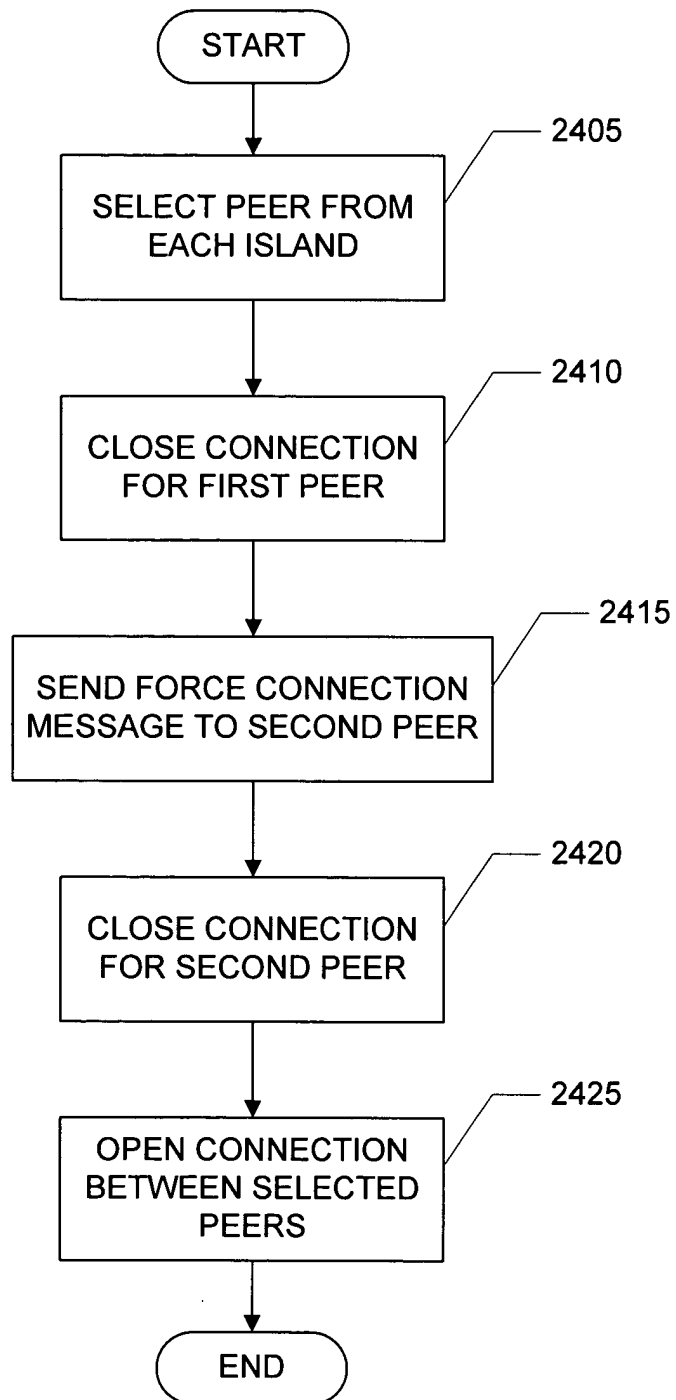 START
2405
SELECT PEER FROM
EACH ISLAND
2410
CLOSE CONNECTION
FOR FIRST PEER
2415
SEND FORCE CONNECTION
MESSAGE TO SECOND PEER
2420
CLOSE CONNECTION
FOR SECOND PEER
2425
OPEN CONNECTION
BETWEEN SELECTED
PEERS
END